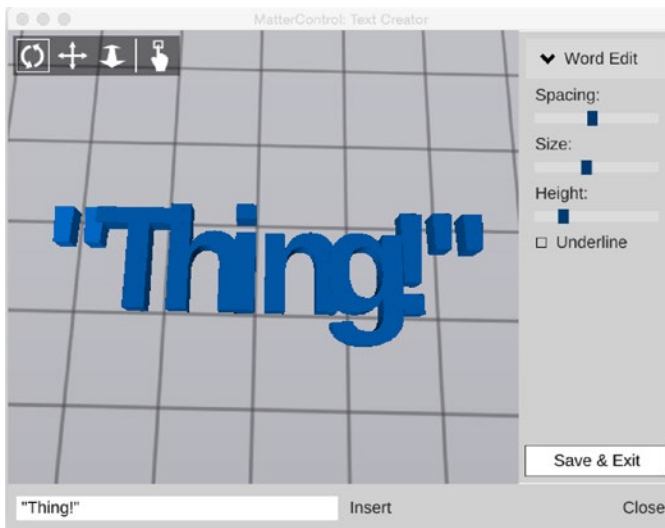 MatterControl: Text Creator
Word Edit
Spacing:
Size:
Height:
Underline
"Thing!"
Save & Exit
"Thing!"
Insert
Close